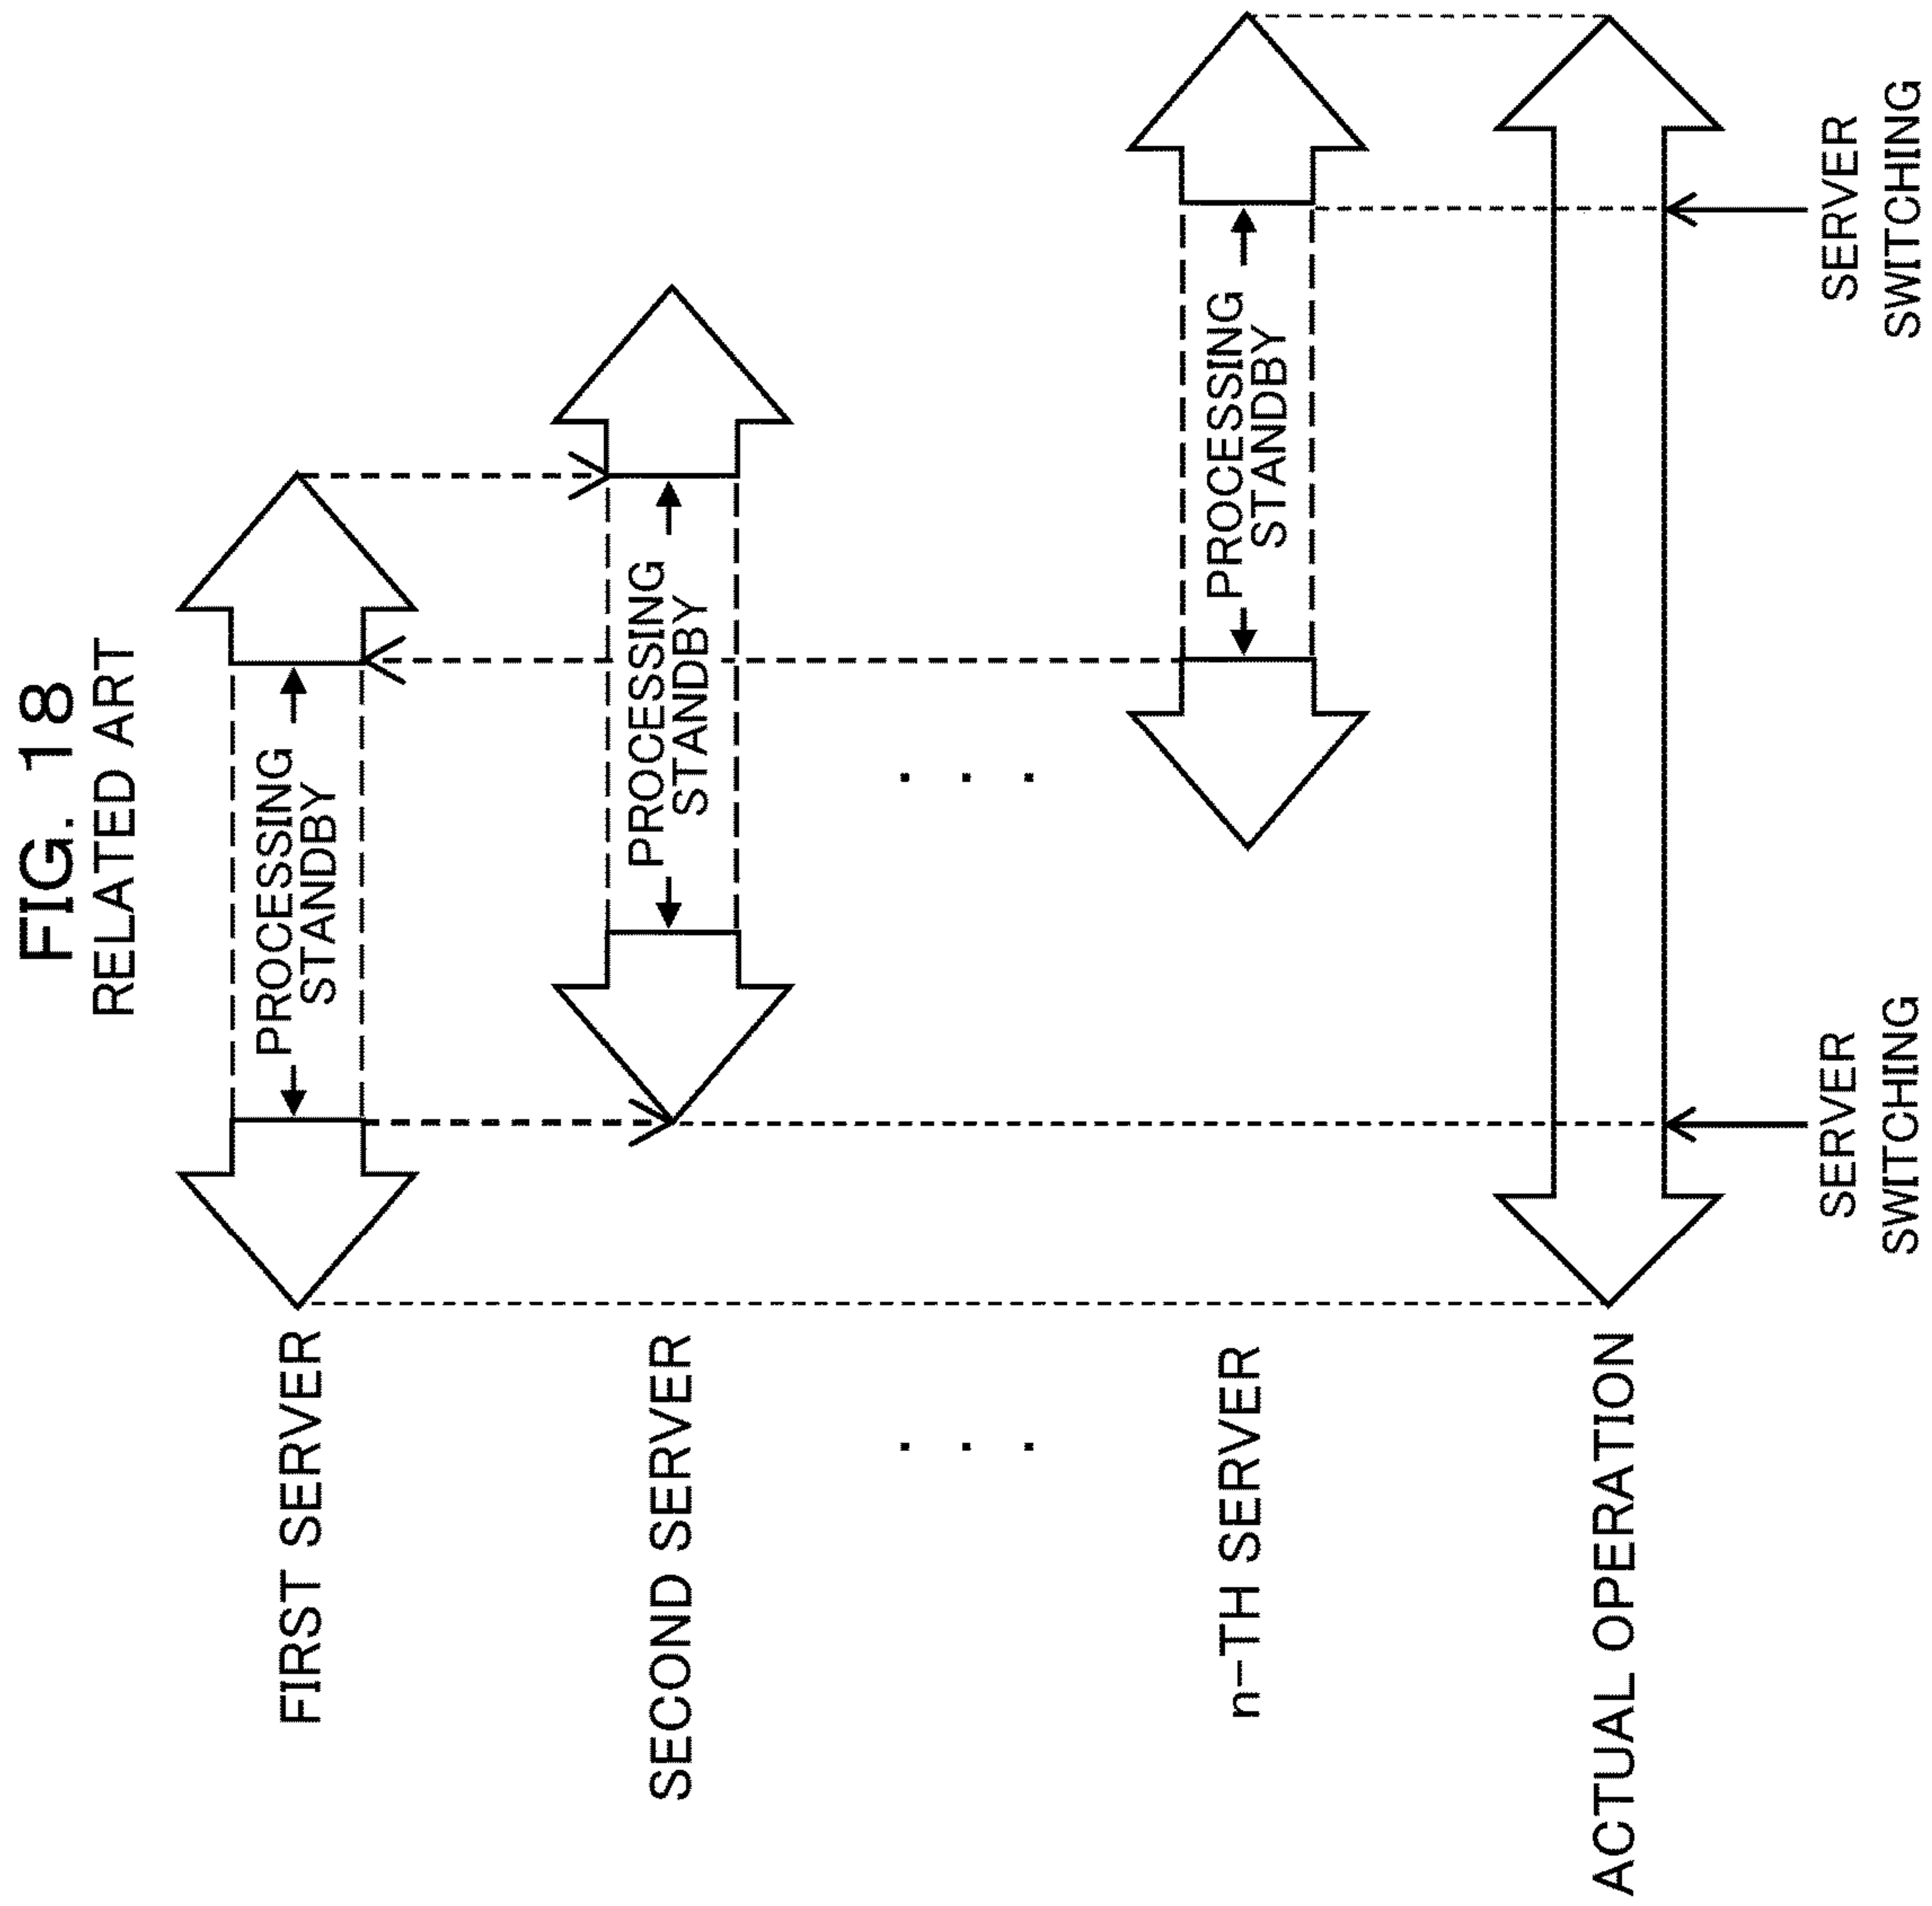 FIG. 18
RELATED ART
FIRST SERVER
PROCESSING
STANDBY
SECOND SERVER
PROCESSING
STANDBY
. . .
. . .
n-TH SERVER
PROCESSING
STANDBY
ACTUAL OPERATION
SERVER
SWITCHING
SERVER
SWITCHING